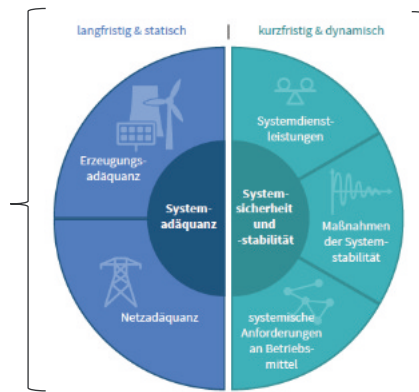 langfristig & statisch | kurzfristig & dynamisch
Erzeugungs-
adäquanz
Netzadäquanz
System-
adäquanz
System-
sicherheit
und
-stabilität
Systemdienst-
leistungen
Maßnahmen
der System-
stabilität
systemische
Anforderungen
an Betriebs-
mittel